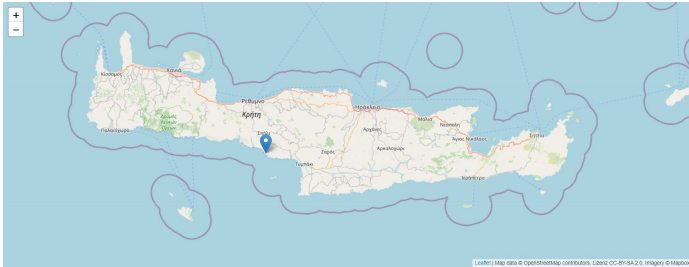 +
−
Κίσσαμος
Χανιά
Ρέθυμνο
Κρήτη
Ηράκλειο
Μάλια
Νεάπολη
Άγιος Νικόλαος
Σητεία
Παλαιόχωρα
Σπήλι
Αρχάνες
Ζαρός
Αρκαλοχώρι
Τυμπάκι
Ιεράπετρα
Leaflet | Map data © OpenStreetMap contributors, Lizenz CC-BY-SA 2.0, Imagery © Mapbox